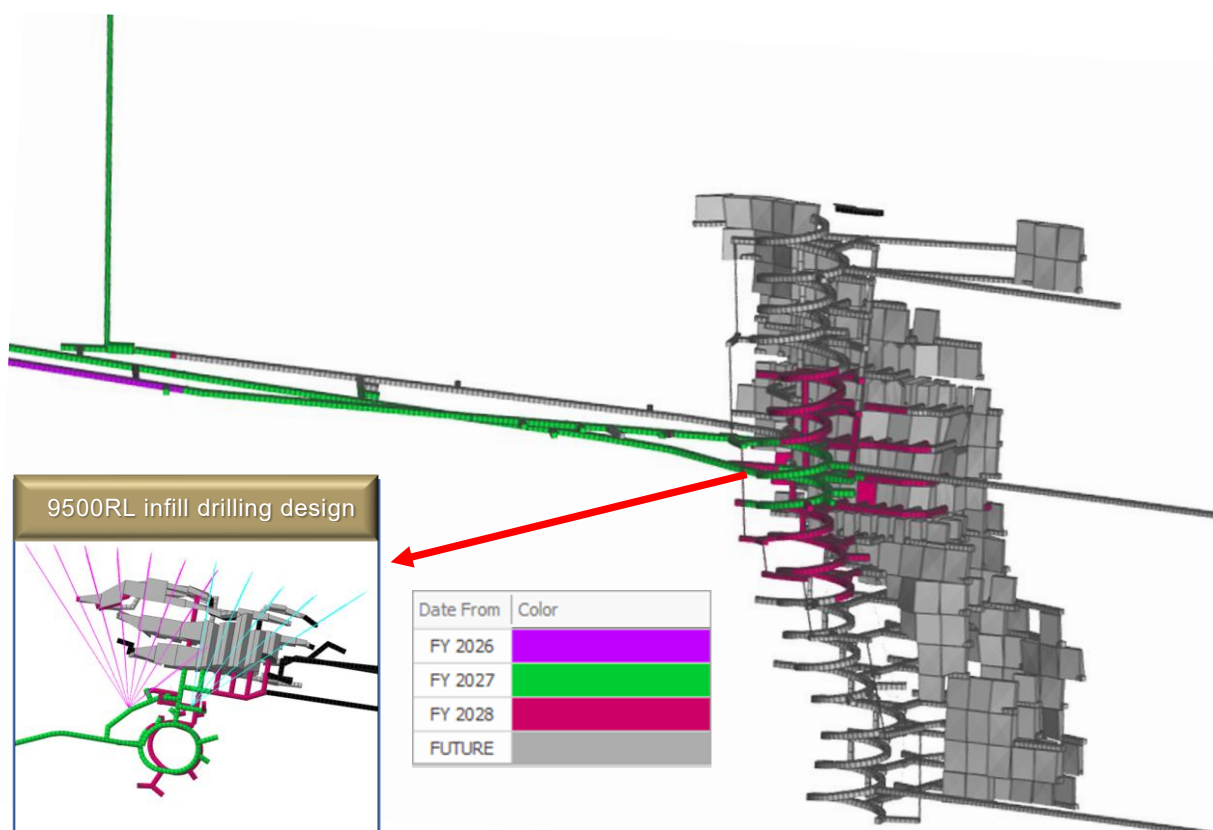 9500RL infill drilling design
Date From Color
FY 2026
FY 2027
FY 2028
FUTURE